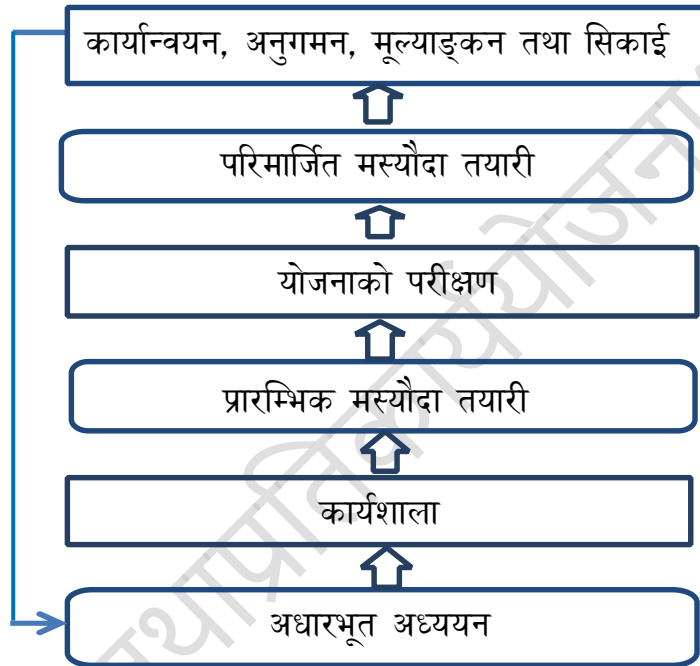 कार्यान्वयन, अनुगमन, मूल्याङ्कन तथा सिकाई
परिमार्जित मस्यौदा तयारी
योजनाको परीक्षण
प्रारम्भिक मस्यौदा तयारी
कार्यशाला
अधारभूत अध्ययन